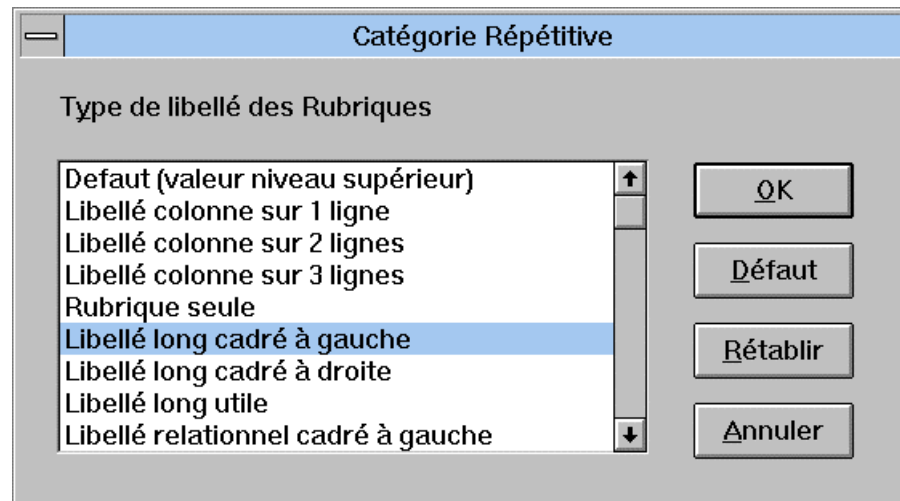 Catégorie Répétitive
Type de libellé des Rubriques
Defaut (valeur niveau supérieur)
Libellé colonne sur 1 ligne
Libellé colonne sur 2 lignes
Libellé colonne sur 3 lignes
Rubrique seule
Libellé long cadré à gauche
Libellé long cadré à droite
Libellé long utile
Libellé relationnel cadré à gauche
OK
Défaut
Rétablir
Annuler